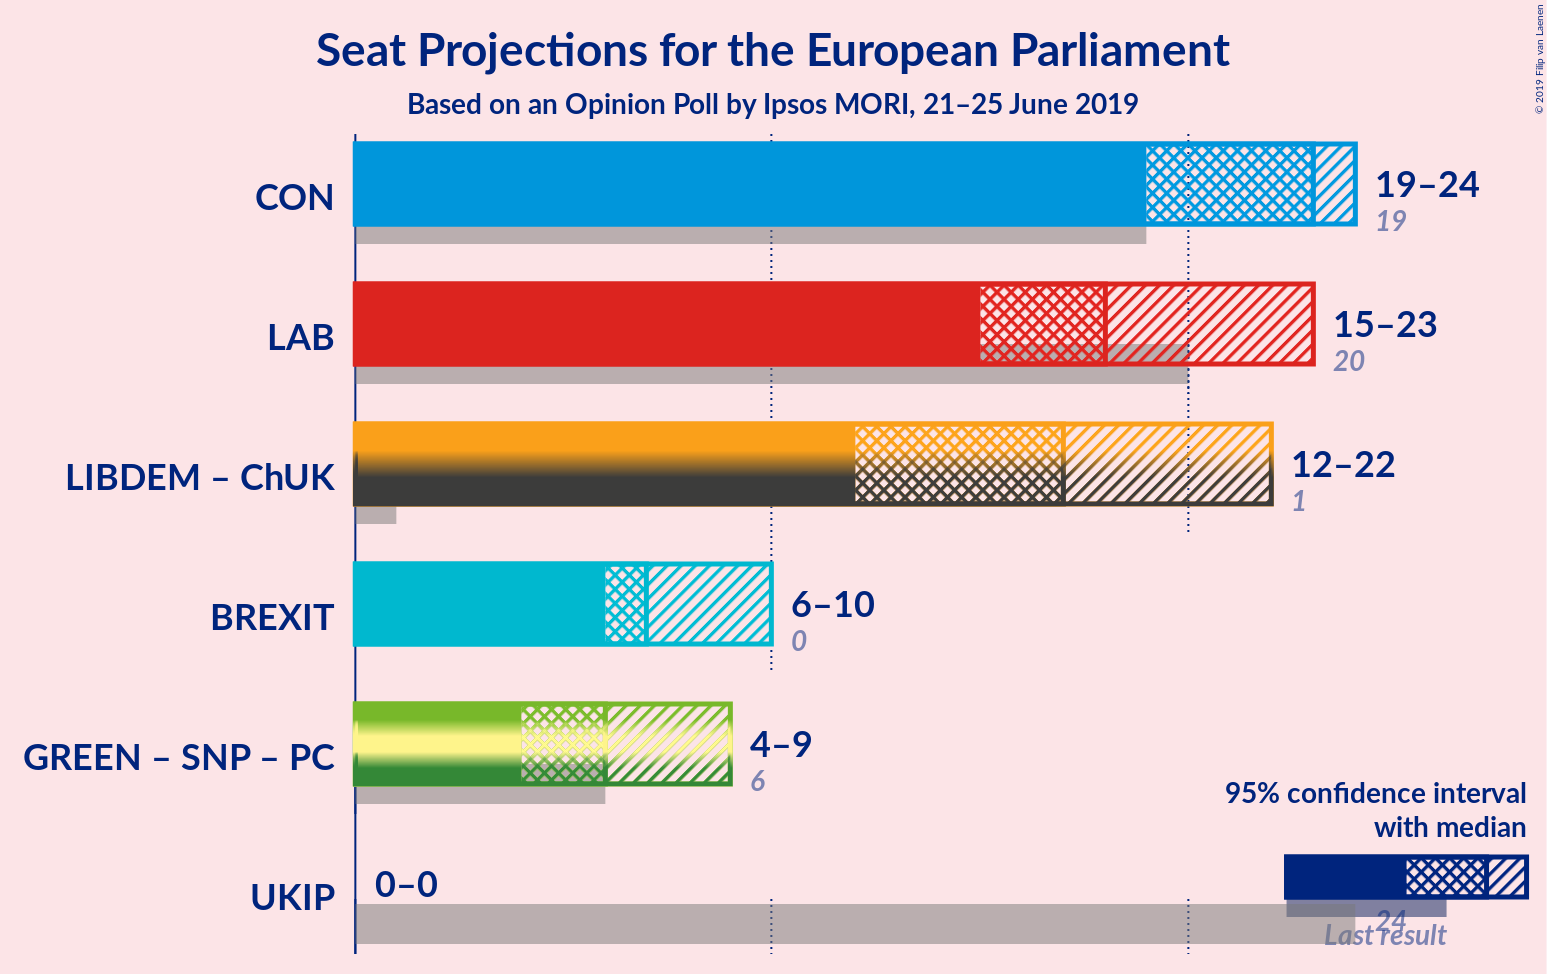 Seat Projections for the European Parliament
Based on an Opinion Poll by Ipsos MORI, 21–25 June 2019
© 2019 Filip van Laenen
CON
19–24
19
LAB
15–23
20
LIBDEM – ChUK
12–22
1
BREXIT
6–10
0
GREEN – SNP – PC
4–9
6
95% confidence interval
with median
UKIP
0–0
24
Last result